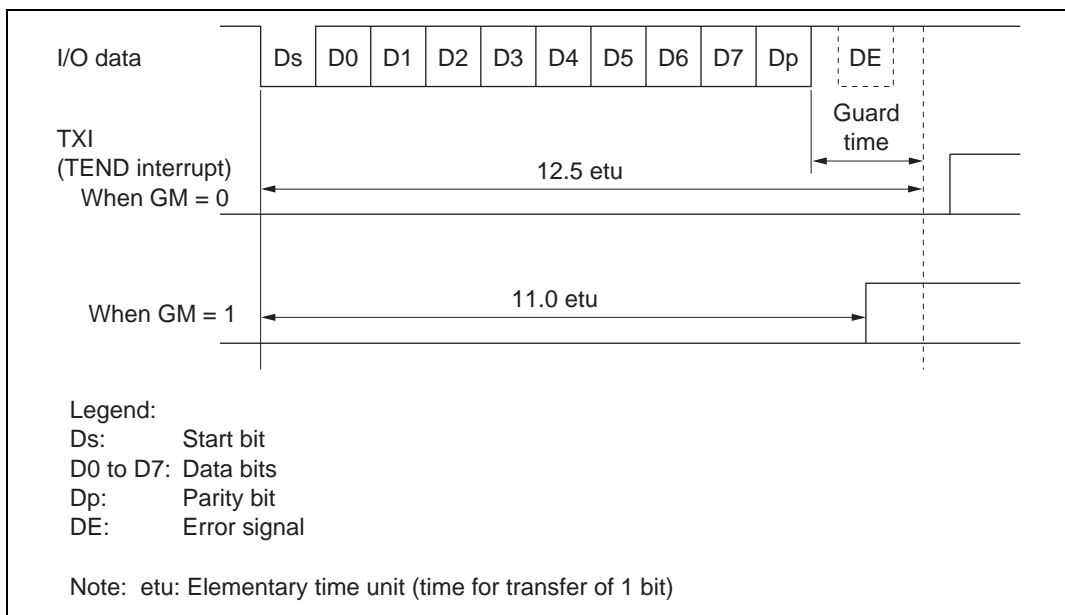 I/O data
Ds D0 D1 D2 D3 D4 D5 D6 D7 Dp DE
Guard
time
TXI
(TEND interrupt)
When GM = 0
12.5 etu
When GM = 1
11.0 etu
Legend:
Ds: Start bit
D0 to D7: Data bits
Dp: Parity bit
DE: Error signal
Note: etu: Elementary time unit (time for transfer of 1 bit)